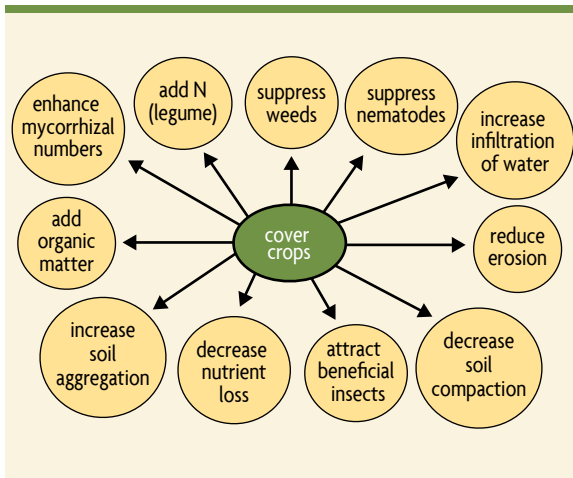 enhance
mycorrhizal
numbers
add N
(legume)
suppress
weeds
suppress
nematodes
increase
infiltration
of water
add
organic
matter
cover
crops
reduce
erosion
increase
soil
aggregation
decrease
nutrient
loss
attract
beneficial
insects
decrease
soil
compaction